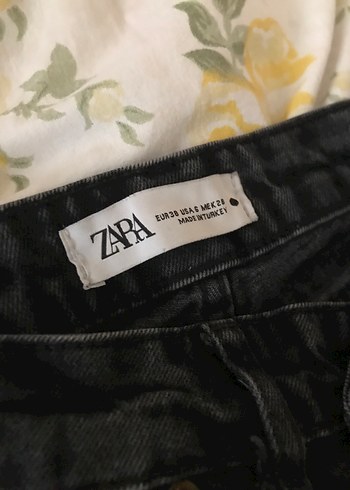 ZARA
EUR 38 USA 6 MEX 28
MADE IN TURKEY